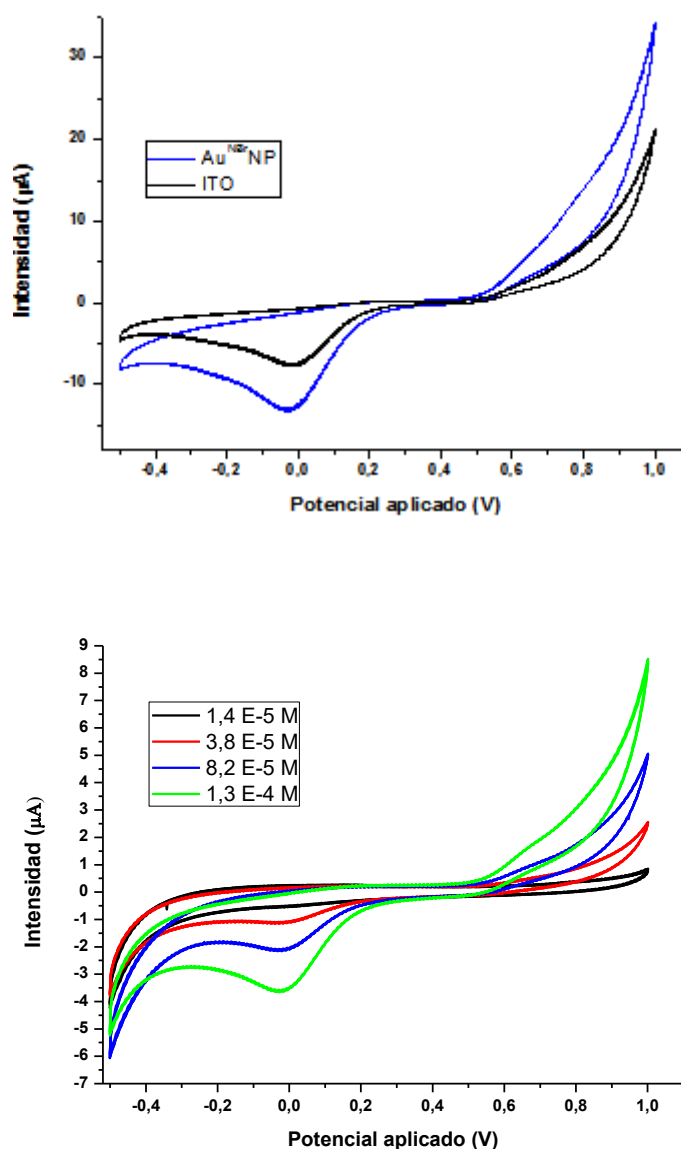 30
20
10
0
-10
Intensidad (µA)
Au NP
ITO
-0,4 -0,2 0,0 0,2 0,4 0,6 0,8 1,0
Potencial aplicado (V)
9
8
7
6
5
4
3
2
1
0
-1
-2
-3
-4
-5
-6
-7
Intensidad (µA)
1,4 E-5 M
3,8 E-5 M
8,2 E-5 M
1,3 E-4 M
-0,4 -0,2 0,0 0,2 0,4 0,6 0,8 1,0
Potencial aplicado (V)